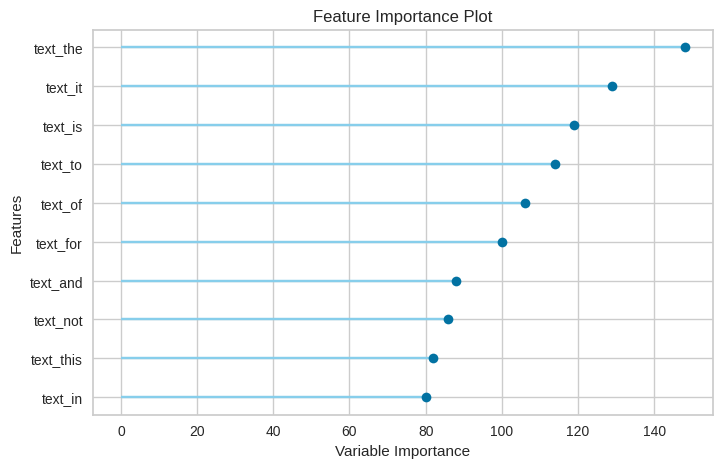 Feature Importance Plot
text_the
text_it
text_is
text_to
text_of
text_for
text_and
text_not
text_this
text_in
Features
0 20 40 60 80 100 120 140
Variable Importance